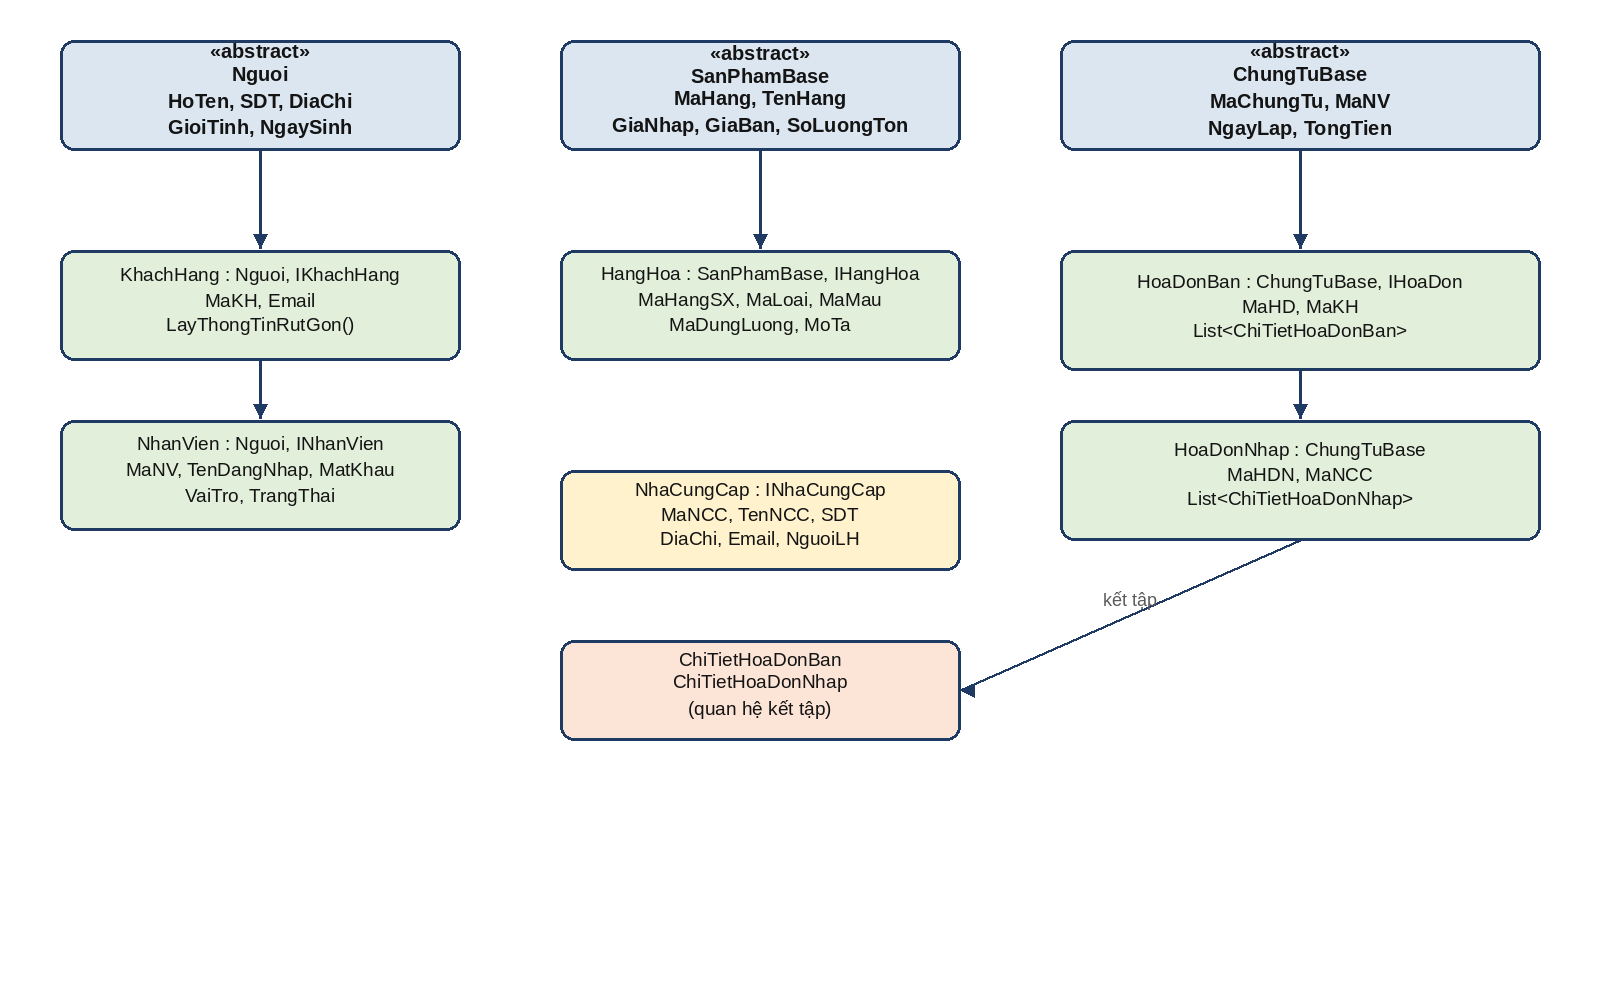 «abstract»
Nguoi
HoTen, SDT, DiaChi
GioiTinh, NgaySinh
KhachHang : Nguoi, IKhachHang
MaKH, Email
LayThongTinRutGon()
NhanVien : Nguoi, INhanVien
MaNV, TenDangNhap, MatKhau
VaiTro, TrangThai
«abstract»
SanPhamBase
MaHang, TenHang
GiaNhap, GiaBan, SoLuongTon
HangHoa : SanPhamBase, IHangHoa
MaHangSX, MaLoai, MaMau
MaDungLuong, MoTa
NhaCungCap : INhaCungCap
MaNCC, TenNCC, SDT
DiaChi, Email, NguoiLH
ChiTietHoaDonBan
ChiTietHoaDonNhap
(quan hệ kết tập)
«abstract»
ChungTuBase
MaChungTu, MaNV
NgayLap, TongTien
HoaDonBan : ChungTuBase, IHoaDon
MaHD, MaKH
List<ChiTietHoaDonBan>
HoaDonNhap : ChungTuBase
MaHDN, MaNCC
List<ChiTietHoaDonNhap>
kết tập